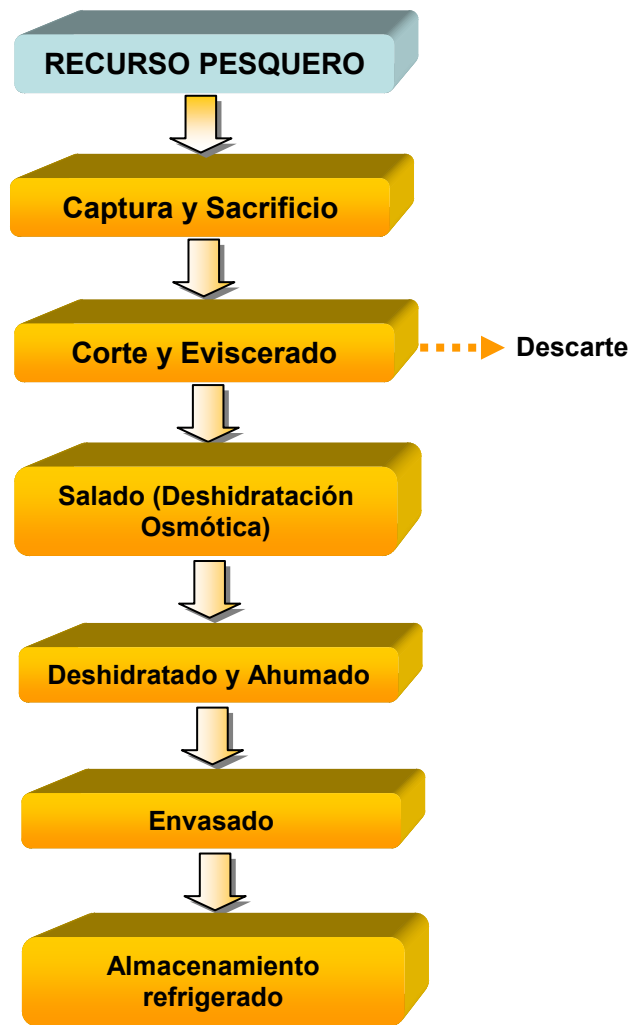 RECURSO PESQUERO
Captura y Sacrificio
Corte y Eviscerado
Descarte
Salado (Deshidratación
Osmótica)
Deshidratado y Ahumado
Envasado
Almacenamiento
refrigerado